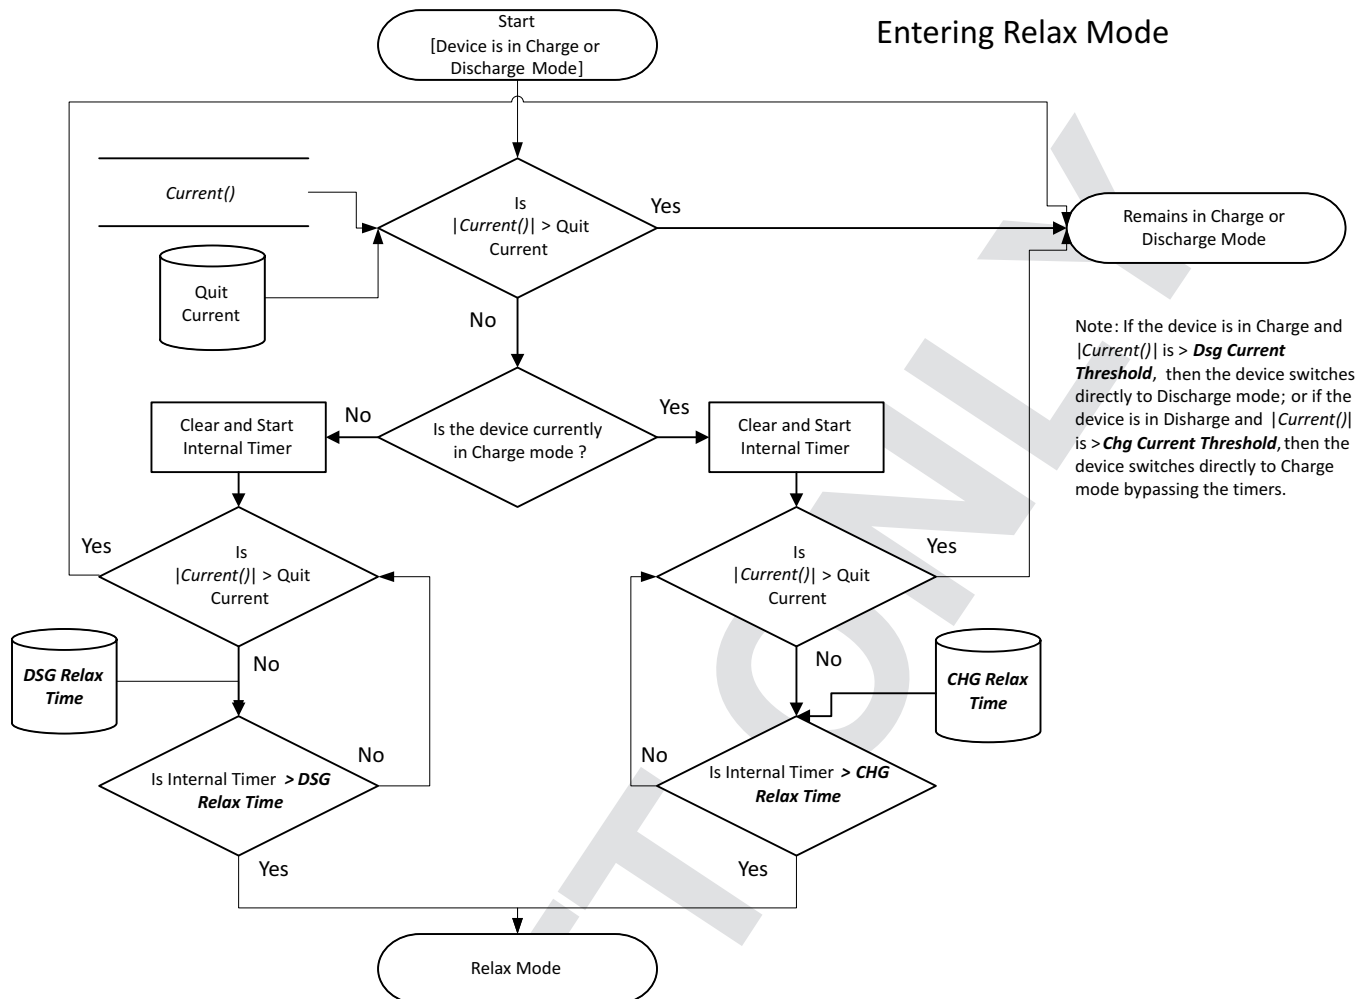 Entering Relax Mode
Start
[Device is in Charge or
Discharge Mode]
Current()
Is
|Current()| > Quit
Current
Yes
Remains in Charge or
Discharge Mode
Quit
Current
No
Note: If the device is in Charge and
|Current()| is > Dsg Current
Threshold, then the device switches
directly to Discharge mode; or if the
device is in Disharge and |Current()|
is > Chg Current Threshold, then the
device switches directly to Charge
mode bypassing the timers.
Is the device currently
in Charge mode ?
No
Yes
Clear and Start
Internal Timer
Clear and Start
Internal Timer
Yes
Is
|Current()| > Quit
Current
Is
|Current()| > Quit
Current
Yes
No
No
DSG Relax
Time
CHG Relax
Time
Is Internal Timer > DSG
Relax Time
No
No
Is Internal Timer > CHG
Relax Time
Yes
Yes
Relax Mode
T ONLY